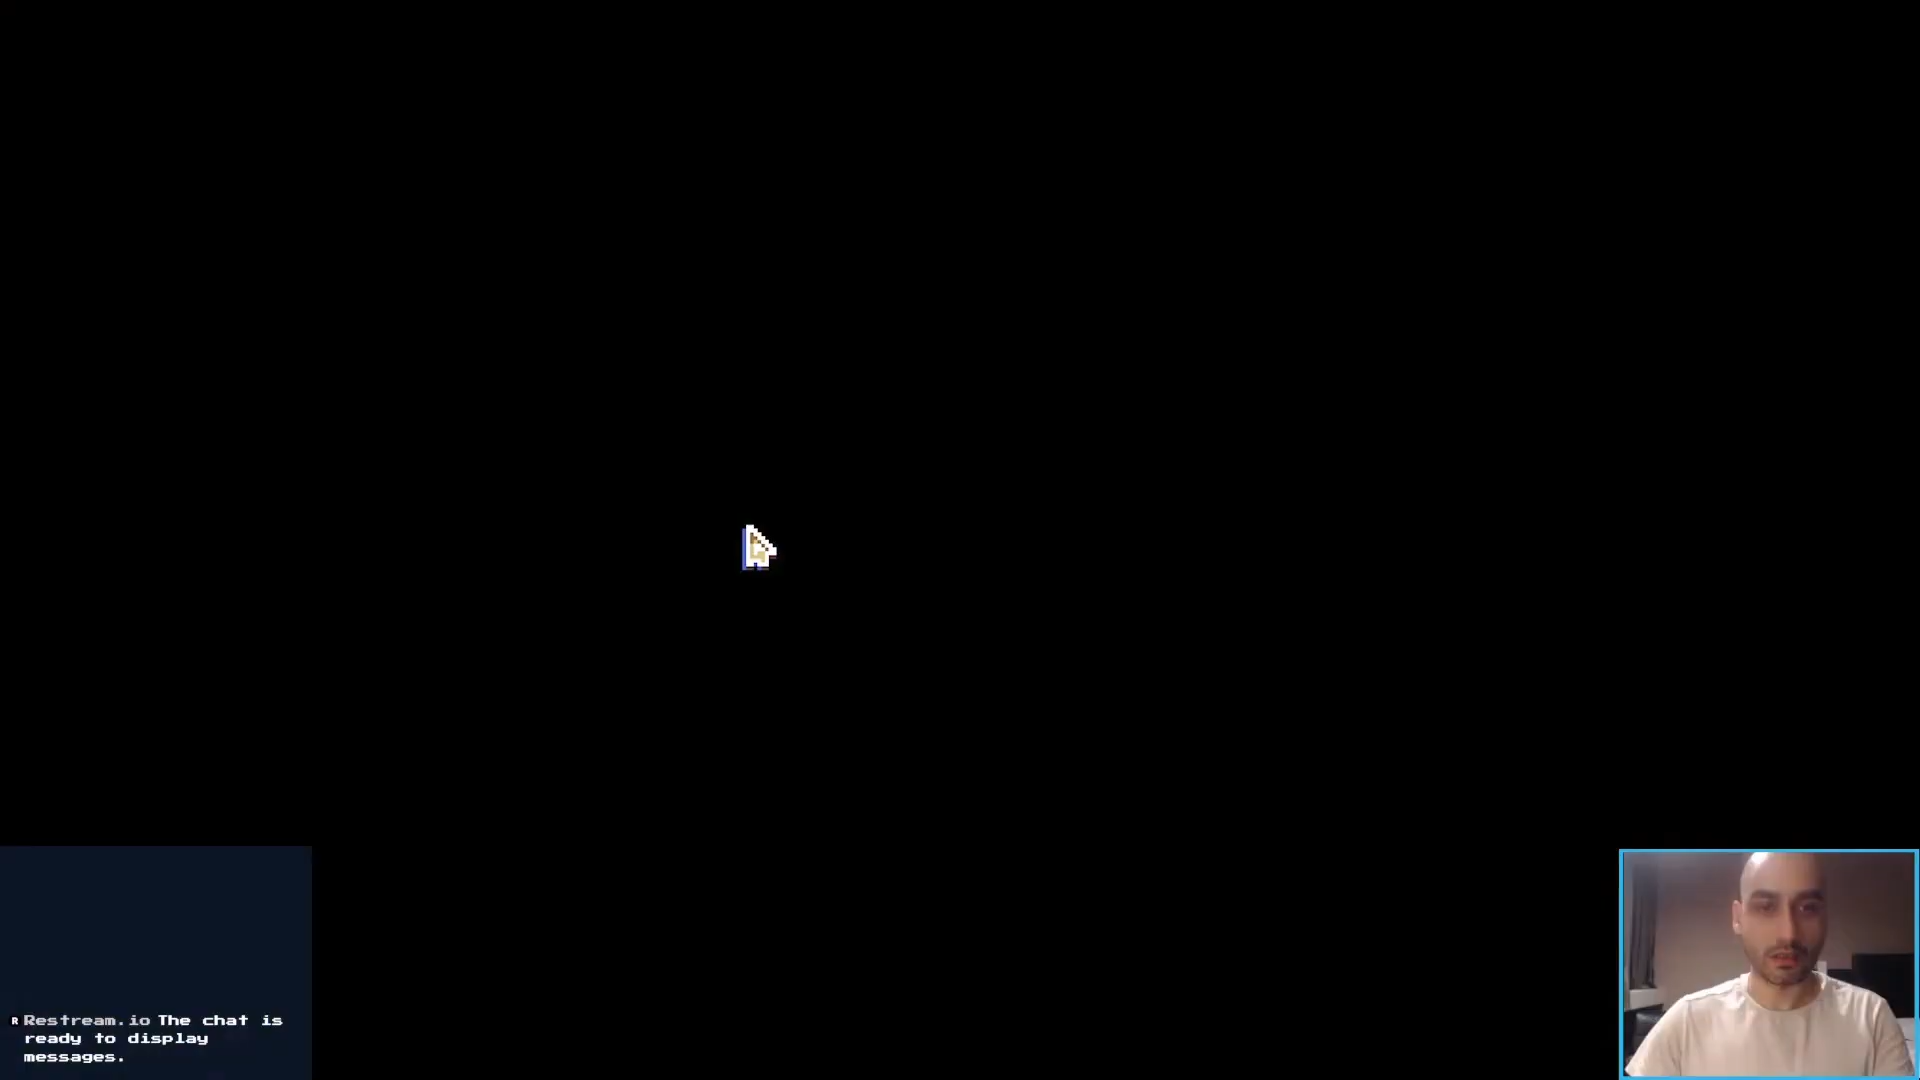 R Restream.io The chat is
ready to display
messages.